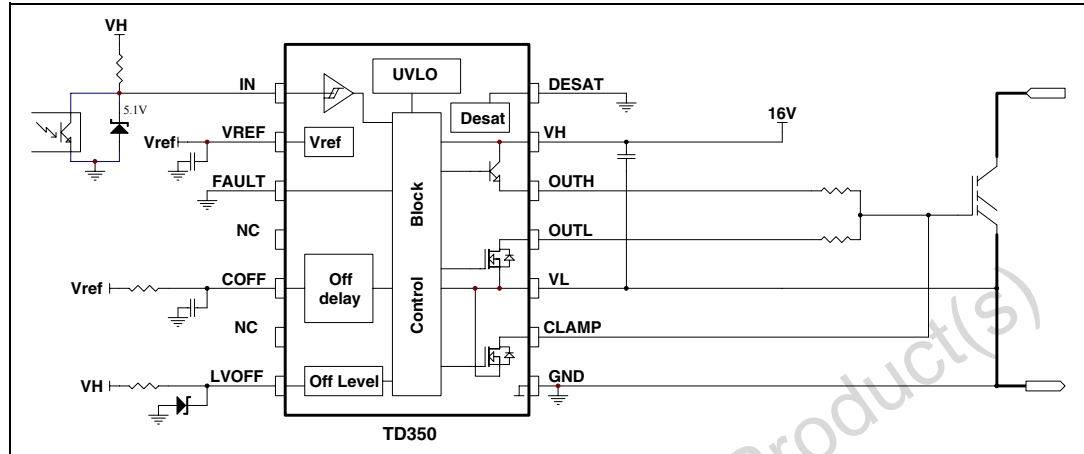 VH
IN
5.1V
Vref
VREF
FAULT
NC
Vref
COFF
NC
VH
LVOFF
UVLO
Vref
Off
delay
Off Level
Control Block
Desat
TD350
DESAT
VH
16V
OUTH
OUTL
VL
CLAMP
GND
Product(s)